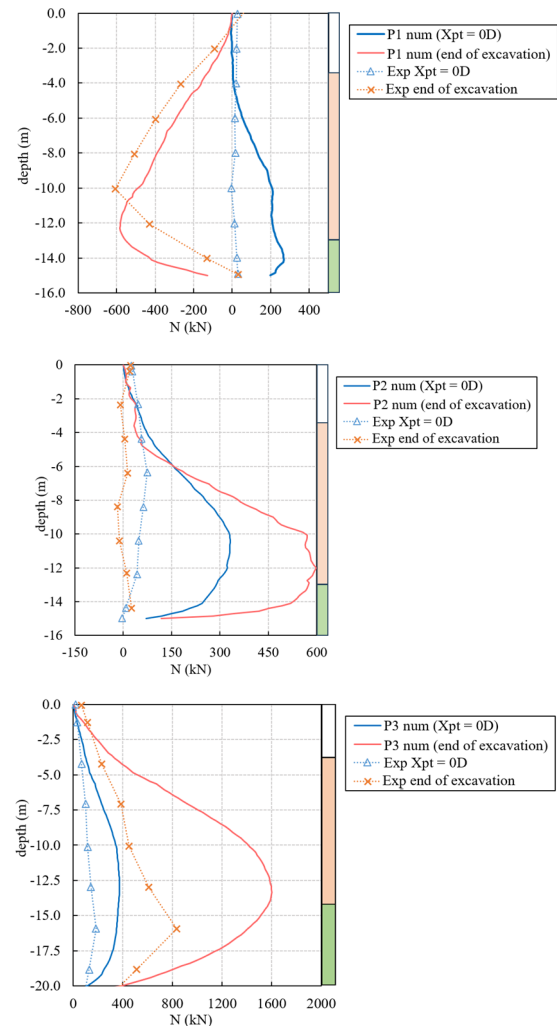 0.0
-2.0
-4.0
-6.0
-8.0
-10.0
-12.0
-14.0
-16.0
depth (m)
-800 -600 -400 -200 0 200 400
N (kN)
P1 num (Xpt = 0D)
P1 num (end of excavation)
Exp Xpt = 0D
Exp end of excavation
0
-2
-4
-6
-8
-10
-12
-14
-16
depth (m)
-150 0 150 300 450 600
N (kN)
P2 num (Xpt = 0D)
P2 num (end of excavation)
Exp Xpt = 0D
Exp end of excavation
0.0
-2.5
-5.0
-7.5
-10.0
-12.5
-15.0
-17.5
-20.0
depth (m)
0 400 800 1200 1600 2000
N (kN)
P3 num (Xpt = 0D)
P3 num (end of excavation)
Exp Xpt = 0D
Exp end of excavation